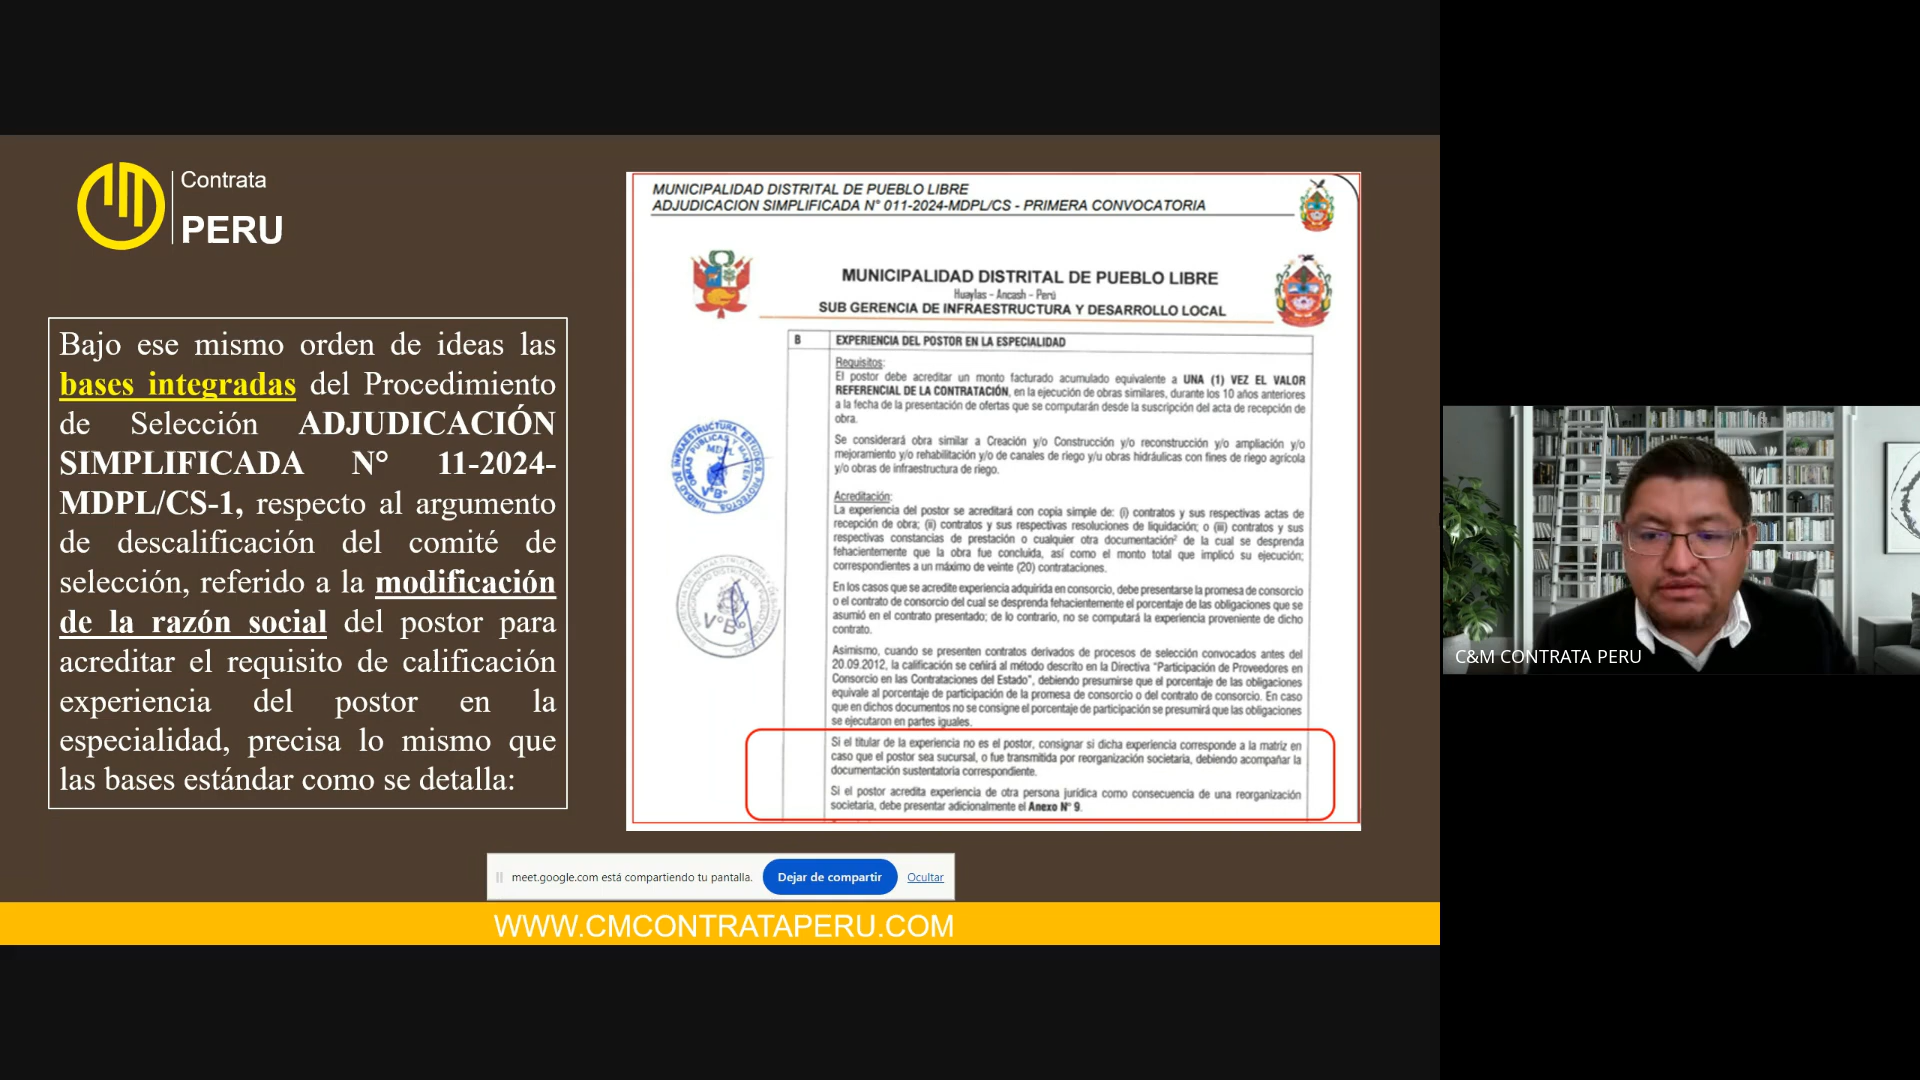 Contrata
PERU
Bajo ese mismo orden de ideas las
bases integradas del Procedimiento
de Selección ADJUDICACIÓN
SIMPLIFICADA N° 11-2024-
MDPL/CS-1, respecto al argumento
de descalificación del comité de
selección, referido a la modificación
de la razón social del postor para
acreditar el requisito de calificación
experiencia del postor en la
especialidad, precisa lo mismo que
las bases estándar como se detalla:
MUNICIPALIDAD DISTRITAL DE PUEBLO LIBRE
ADJUDICACION SIMPLIFICADA N° 011-2024-MDPL/CS - PRIMERA CONVOCATORIA
MUNICIPALIDAD DISTRITAL DE PUEBLO LIBRE
Huaylas - Ancash - Perú
SUB GERENCIA DE INFRAESTRUCTURA Y DESARROLLO LOCAL
B EXPERIENCIA DEL POSTOR EN LA ESPECIALIDAD
Requisitos:
El postor debe acreditar un monto facturado acumulado equivalente a UNA (1) VEZ EL VALOR
REFERENCIAL DE LA CONTRATACIÓN, en la ejecución de obras similares, durante los 10 años anteriores
a la fecha de la presentación de ofertas que se computarán desde la suscripción del acta de recepción de
obra.
Se considerará obra similar a Creación y/o Construcción y/o reconstrucción y/o ampliación y/o
mejoramiento y/o rehabilitación y/o de canales de riego y/u obras hidráulicas con fines de riego agrícola
y/o obras de infraestructura de riego.
Acreditación:
La experiencia del postor se acreditará con copia simple de: (i) contratos y sus respectivas actas de
recepción de obra; (ii) contratos y sus respectivas resoluciones de liquidación; o (iii) contratos y sus
respectivas constancias de prestación o cualquier otra documentación² de la cual se desprenda
fehacientemente que la obra fue concluida, así como el monto total que implicó su ejecución;
correspondientes a un máximo de veinte (20) contrataciones.
En los casos que se acredite experiencia adquirida en consorcio, debe presentarse la promesa de consorcio
o el contrato de consorcio del cual se desprenda fehacientemente el porcentaje de las obligaciones que se
asumió en el contrato presentado; de lo contrario, no se computará la experiencia proveniente de dicho
contrato.
Asimismo, cuando se presenten contratos derivados de procesos de selección convocados antes del
20.09.2012, la calificación se ceñirá al método descrito en la Directiva "Participación de Proveedores en
Consorcio en las Contrataciones del Estado", debiendo presumirse que el porcentaje de las obligaciones
equivale al porcentaje de participación de la promesa de consorcio o del contrato de consorcio. En caso
que en dichos documentos no se consigne el porcentaje de participación se presumirá que las obligaciones
se ejecutaron en partes iguales.
Si el titular de la experiencia no es el postor, consignar si dicha experiencia corresponde a la matriz en
caso que el postor sea sucursal, o fue transmitida por reorganización societaria, debiendo acompañar la
documentación sustentatoria correspondiente.
Si el postor acredita experiencia de otra persona jurídica como consecuencia de una reorganización
societaria, debe presentar adicionalmente el Anexo N° 9.
MDPL
V°B°
V°B°
meet.google.com está compartiendo tu pantalla.
Dejar de compartir
Ocultar
WWW.CMCONTRATAPERU.COM
C&M CONTRATA PERU